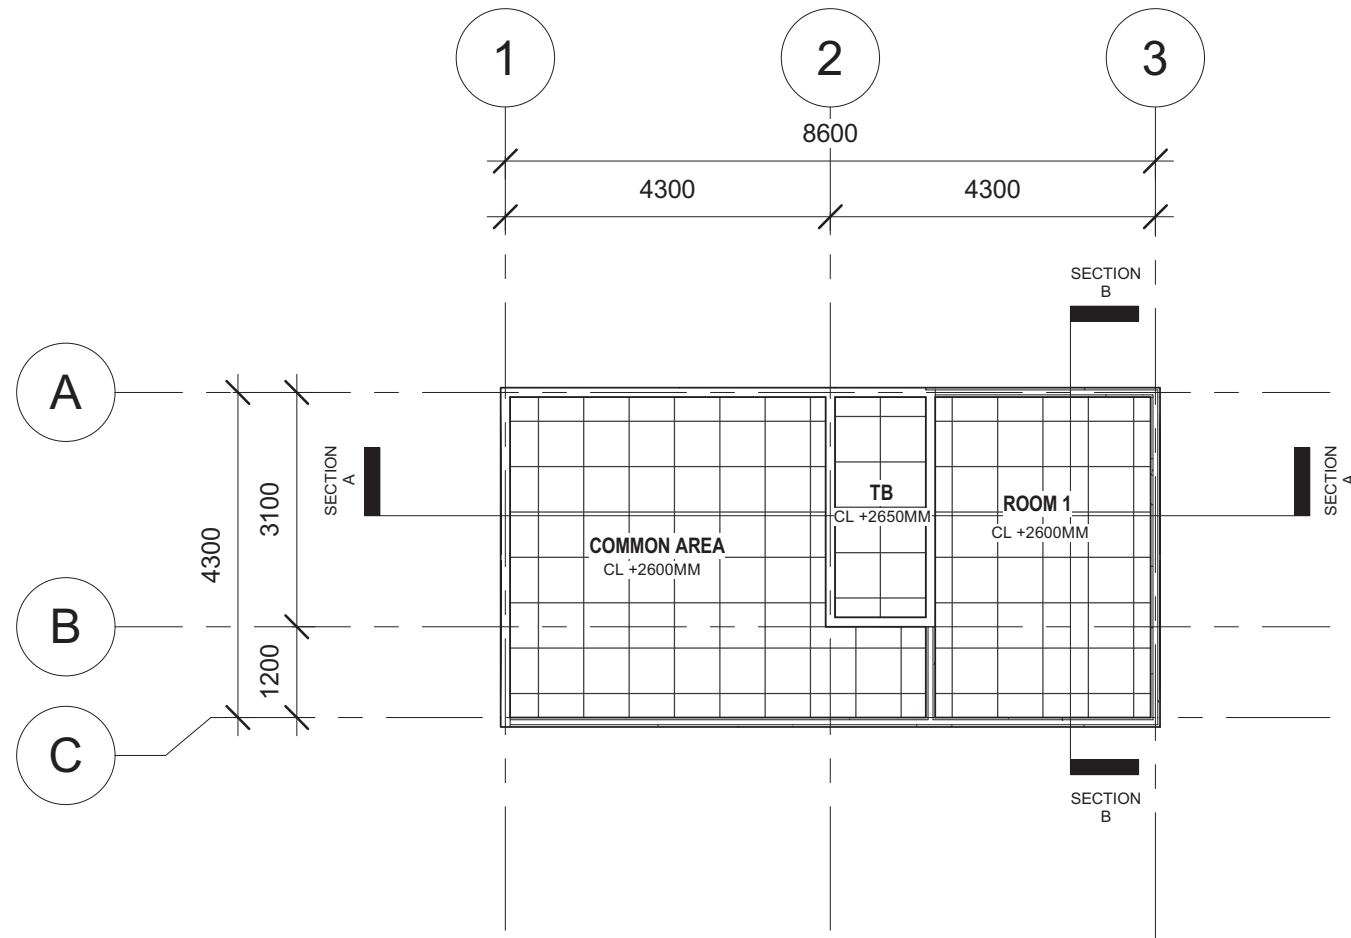 1
2
3
8600
4300
4300
SECTION
B
A
B
C
4300
3100
1200
SECTION
A
SECTION
A
TB
CL +2650MM
ROOM 1
CL +2600MM
COMMON AREA
CL +2600MM
SECTION
B